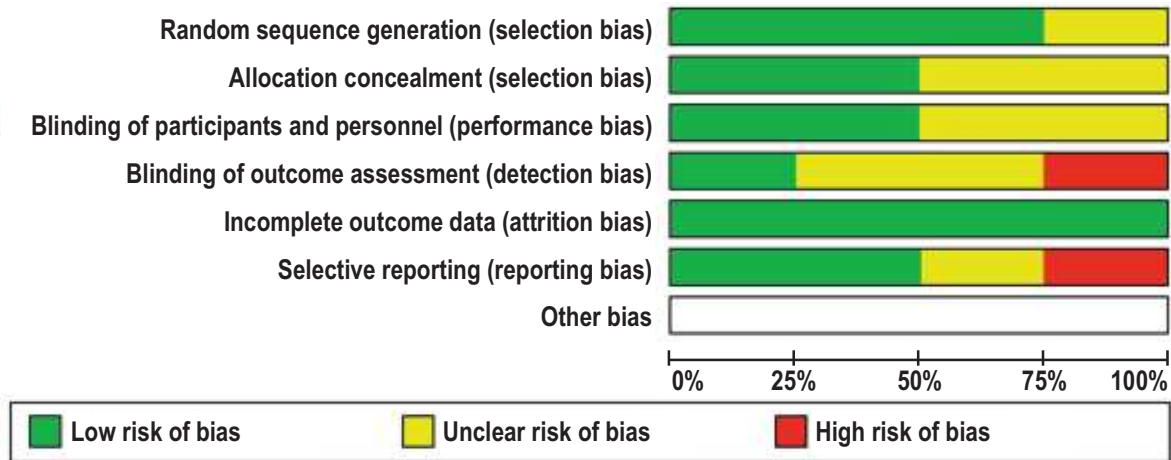 Random sequence generation (selection bias)
Allocation concealment (selection bias)
Blinding of participants and personnel (performance bias)
Blinding of outcome assessment (detection bias)
Incomplete outcome data (attrition bias)
Selective reporting (reporting bias)
Other bias
0% 25% 50% 75% 100%
Low risk of bias Unclear risk of bias High risk of bias